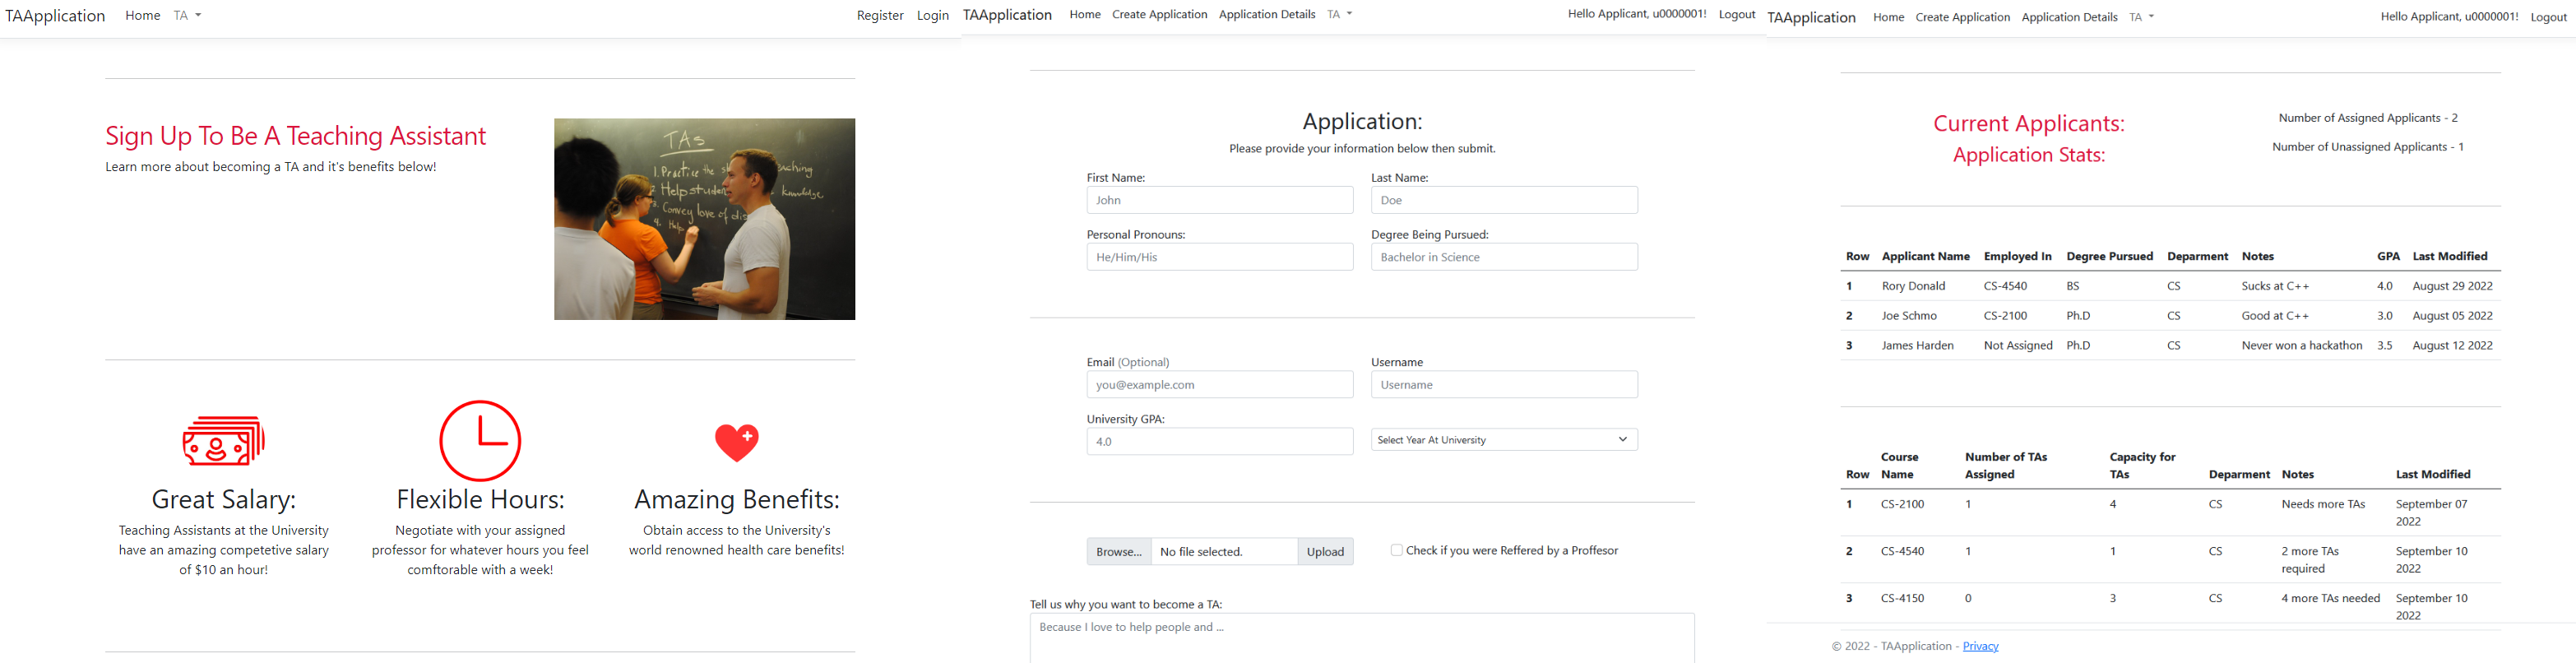 TAApplication Home TA Register Login
Sign Up To Be A Teaching Assistant
Learn more about becoming a TA and it's benefits below!
TAs
1. Practice the s
aching
Help studen
knowledge
3. Convey love of dis
4. Help
Great Salary:
Teaching Assistants at the University
have an amazing competetive salary
of $10 an hour!
Flexible Hours:
Negotiate with your assigned
professor for whatever hours you feel
comftorable with a week!
Amazing Benefits:
Obtain access to the University's
world renowned health care benefits!
TAApplication Home Create Application Application Details TA Hello Applicant, u0000001! Logout
Application:
Please provide your information below then submit.
First Name: Last Name:
John Doe
Personal Pronouns: Degree Being Pursued:
He/Him/His Bachelor in Science
Email (Optional) Username
you@example.com Username
University GPA:
4.0 Select Year At University
Browse... No file selected. Upload Check if you were Reffered by a Proffesor
Tell us why you want to become a TA:
Because I love to help people and ...
TAApplication Home Create Application Application Details TA Hello Applicant, u0000001! Logout
Current Applicants:
Application Stats:
Number of Assigned Applicants - 2
Number of Unassigned Applicants - 1
Row Applicant Name Employed In Degree Pursued Deparment Notes GPA Last Modified
1 Rory Donald CS-4540 BS CS Sucks at C++ 4.0 August 29 2022
2 Joe Schmo CS-2100 Ph.D CS Good at C++ 3.0 August 05 2022
3 James Harden Not Assigned Ph.D CS Never won a hackathon 3.5 August 12 2022
Row Course Name Number of TAs Assigned Capacity for TAs Deparment Notes Last Modified
1 CS-2100 1 4 CS Needs more TAs September 07 2022
2 CS-4540 1 1 CS 2 more TAs required September 10 2022
3 CS-4150 0 3 CS 4 more TAs needed September 10 2022
© 2022 - TAApplication - Privacy